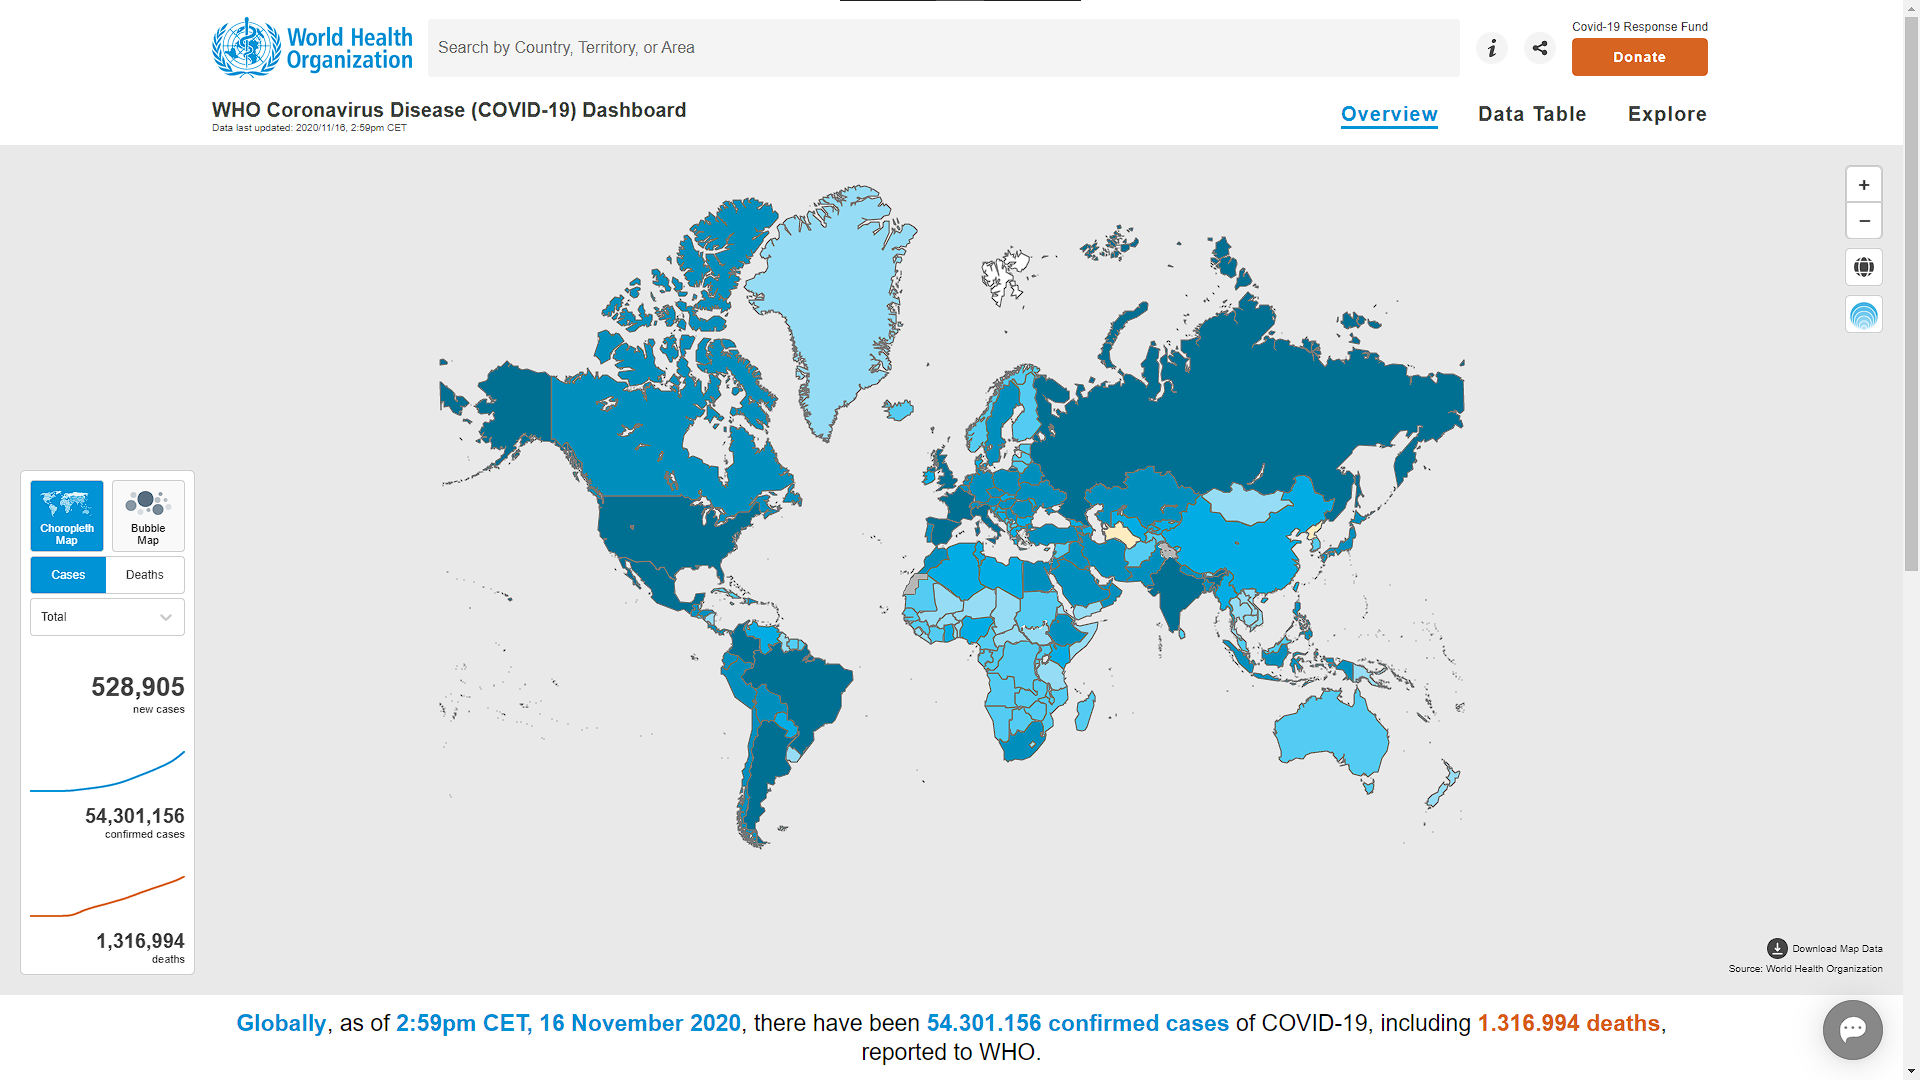 World Health
Organization
Search by Country, Territory, or Area
i
Covid-19 Response Fund
Donate
WHO Coronavirus Disease (COVID-19) Dashboard
Data last updated: 2020/11/16, 2:59pm CET
Overview
Data Table
Explore
+
−
Choropleth
Map
Bubble
Map
Cases
Deaths
Total
528,905
new cases
54,301,156
confirmed cases
1,316,994
deaths
Download Map Data
Source: World Health Organization
Globally, as of 2:59pm CET, 16 November 2020, there have been 54.301.156 confirmed cases of COVID-19, including 1.316.994 deaths,
reported to WHO.